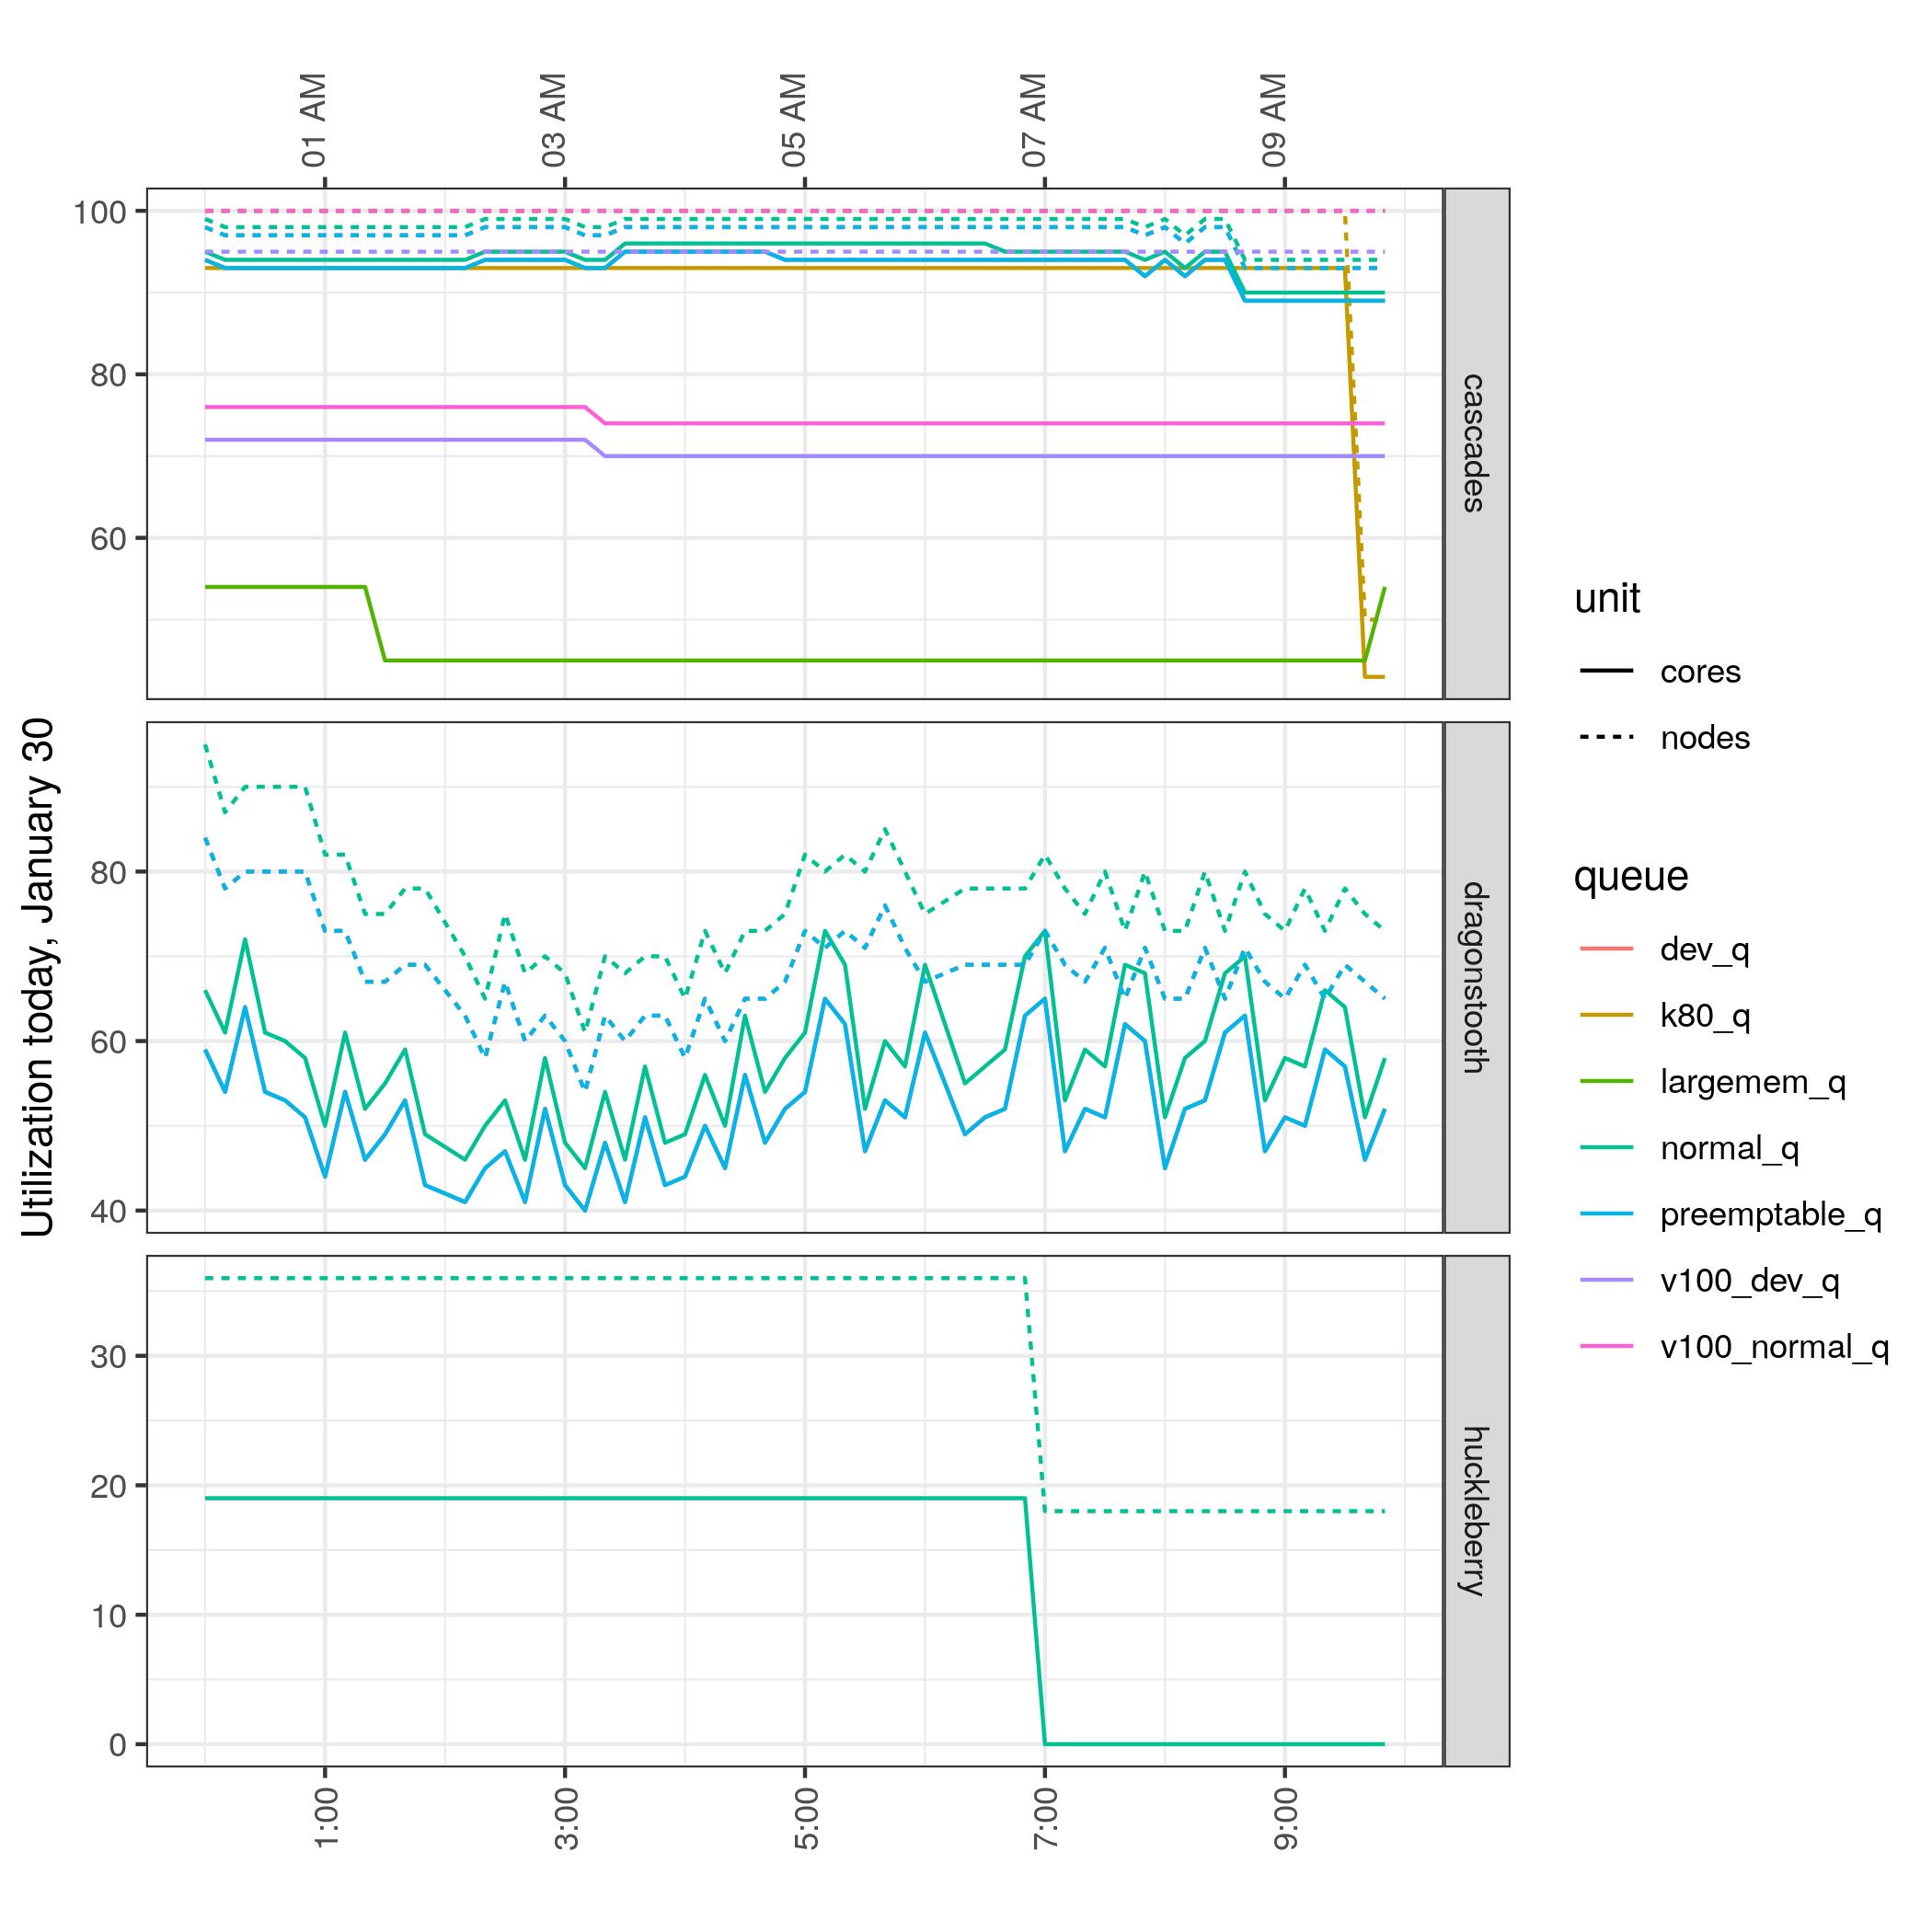 01 AM
03 AM
05 AM
07 AM
09 AM
Utilization today, January 30
100
80
60
cascades
80
60
40
dragonstooth
30
20
10
0
huckleberry
1:00
3:00
5:00
7:00
9:00
unit
cores
nodes
queue
dev_q
k80_q
largemem_q
normal_q
preemptable_q
v100_dev_q
v100_normal_q